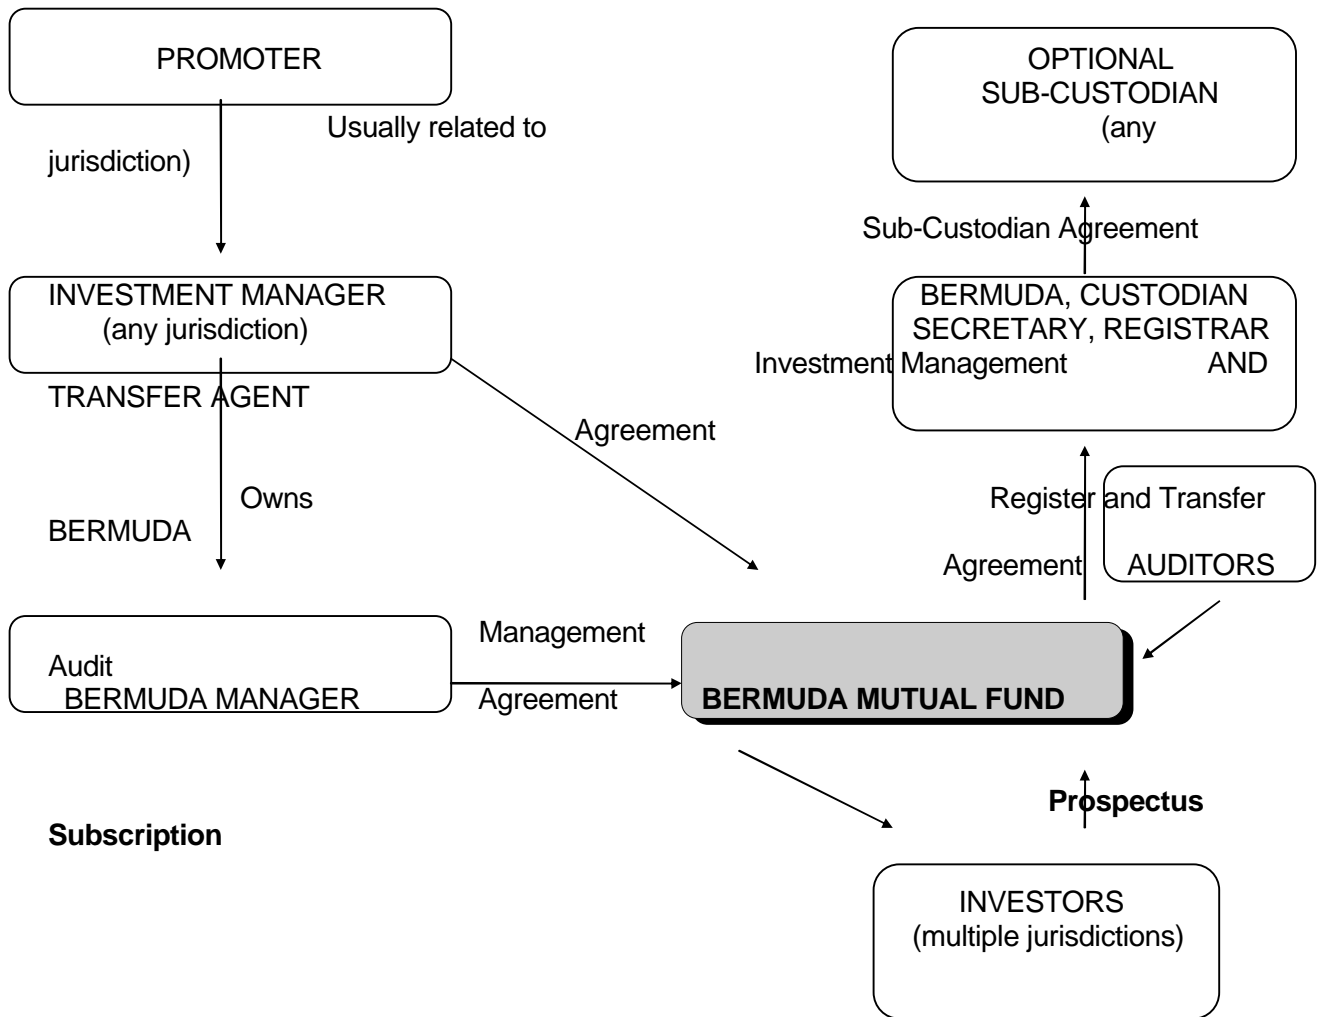 PROMOTER
OPTIONAL
SUB-CUSTODIAN
Usually related to
(any
jurisdiction)
Sub-Custodian Agreement
INVESTMENT MANAGER
BERMUDA, CUSTODIAN
(any jurisdiction)
SECRETARY, REGISTRAR
Investment Management
AND
TRANSFER AGENT
Agreement
Owns
Register and Transfer
BERMUDA
Agreement
AUDITORS
Management
Audit
BERMUDA MANAGER
Agreement
BERMUDA MUTUAL FUND
Prospectus
Subscription
INVESTORS
(multiple jurisdictions)